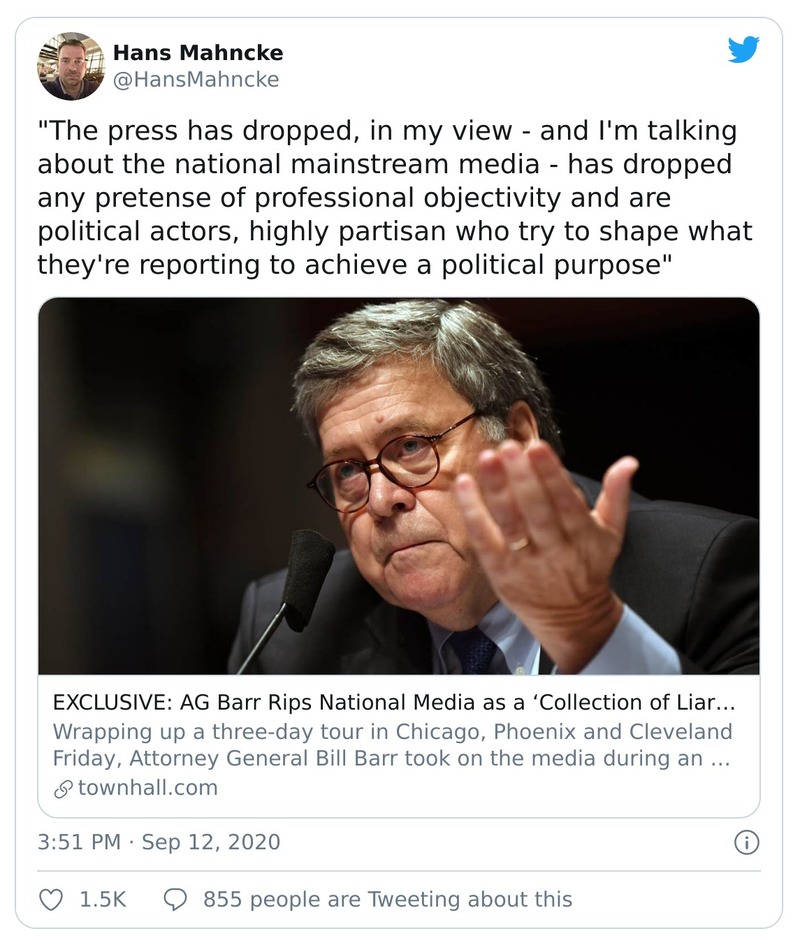 Hans Mahncke
@HansMahncke
"The press has dropped, in my view - and I'm talking
about the national mainstream media - has dropped
any pretense of professional objectivity and are
political actors, highly partisan who try to shape what
they're reporting to achieve a political purpose"
EXCLUSIVE: AG Barr Rips National Media as a ‘Collection of Liar…
Wrapping up a three-day tour in Chicago, Phoenix and Cleveland
Friday, Attorney General Bill Barr took on the media during an …
townhall.com
3:51 PM · Sep 12, 2020
1.5K 855 people are Tweeting about this